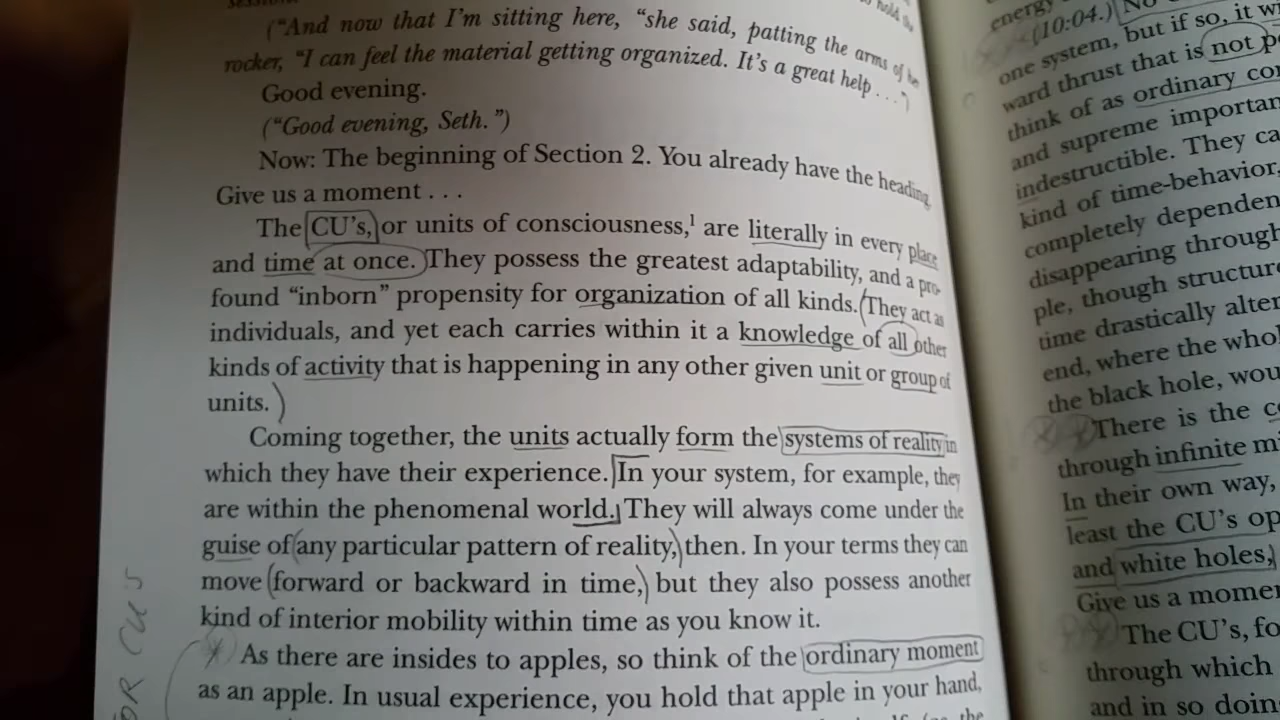 ("And now that I'm sitting here, "she said, patting the arms of her
rocker, "I can feel the material getting organized. It's a great help . . .")
Good evening.
("Good evening, Seth.")
Now: The beginning of Section 2. You already have the heading.
Give us a moment . . .
The CU's, or units of consciousness,¹ are literally in every place
and time at once. They possess the greatest adaptability, and a pro-
found "inborn" propensity for organization of all kinds. They act as
individuals, and yet each carries within it a knowledge of all other
kinds of activity that is happening in any other given unit or group of
units.
Coming together, the units actually form the systems of reality in
which they have their experience. In your system, for example, they
are within the phenomenal world. They will always come under the
guise of any particular pattern of reality, then. In your terms they can
move forward or backward in time, but they also possess another
kind of interior mobility within time as you know it.
As there are insides to apples, so think of the ordinary moment
as an apple. In usual experience, you hold that apple in your hand,
OR CU'S
energy
(10:04.) No
one system, but if so, it
ward thrust that is not
think of as ordinary
and supreme
indestructible. They
kind of time-behavior,
completely
disappearing through
ple, though
time drastically
end, where the
the black hole,
There is the
through infinite
In their own way,
least the CU's
and white holes,
Give us a
The CU's,
through which
and in so